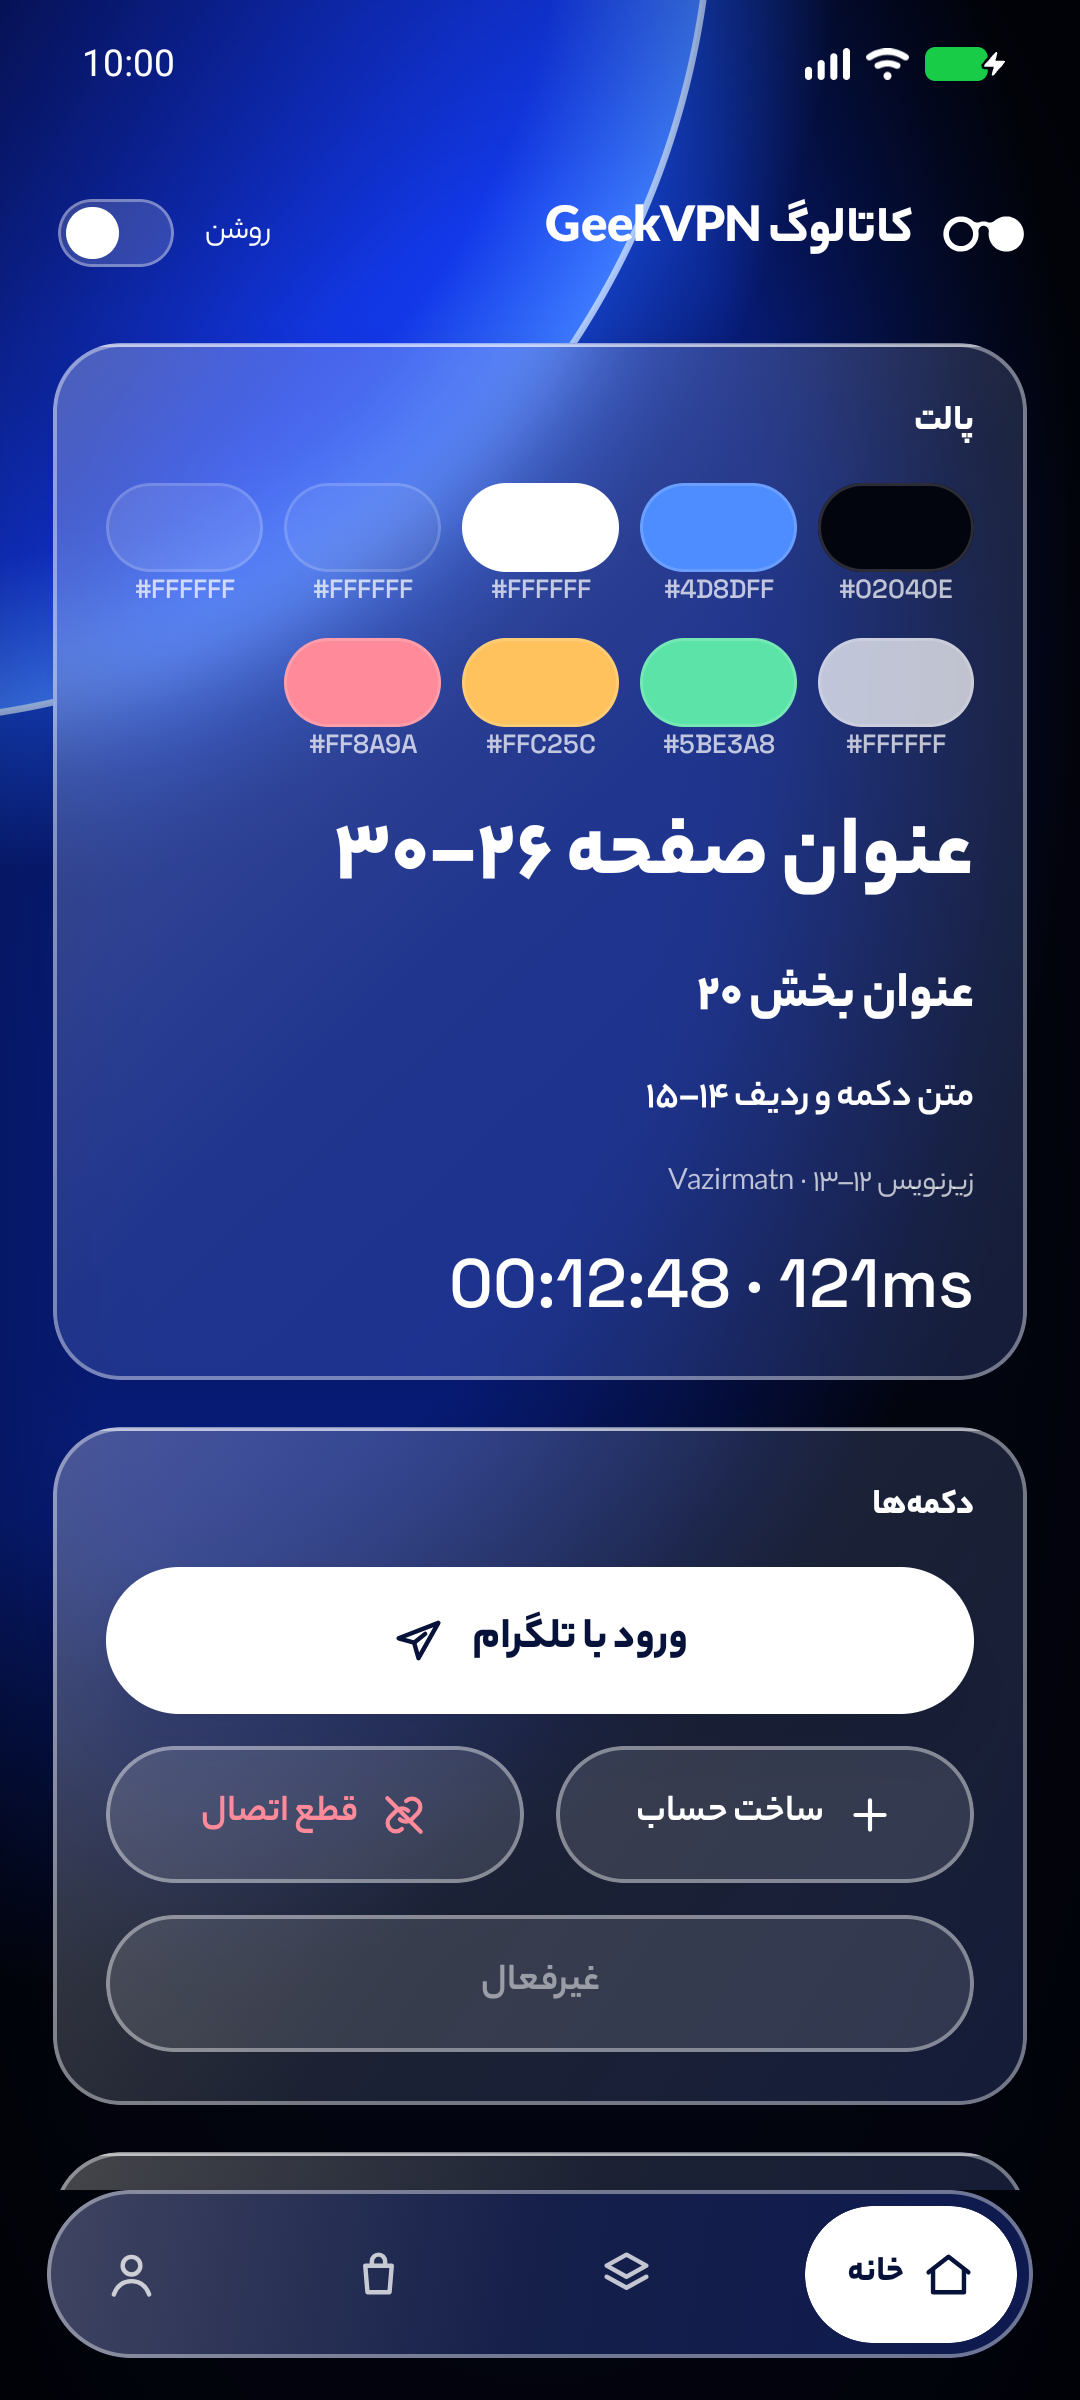 10:00
کاتالوگ GeekVPN
روشن
پالت
#02040E #4D8DFF #FFFFFF #FFFFFF #FFFFFF
#FFFFFF #5BE3A8 #FFC25C #FF8A9A
عنوان صفحه ۲۶–۳۰
عنوان بخش ۲۰
متن دکمه و ردیف ۱۴–۱۵
زیرنویس ۱۲–۱۳ · Vazirmatn
00:12:48 · 121ms
دکمه‌ها
ورود با تلگرام
ساخت حساب
قطع اتصال
غیرفعال
خانه